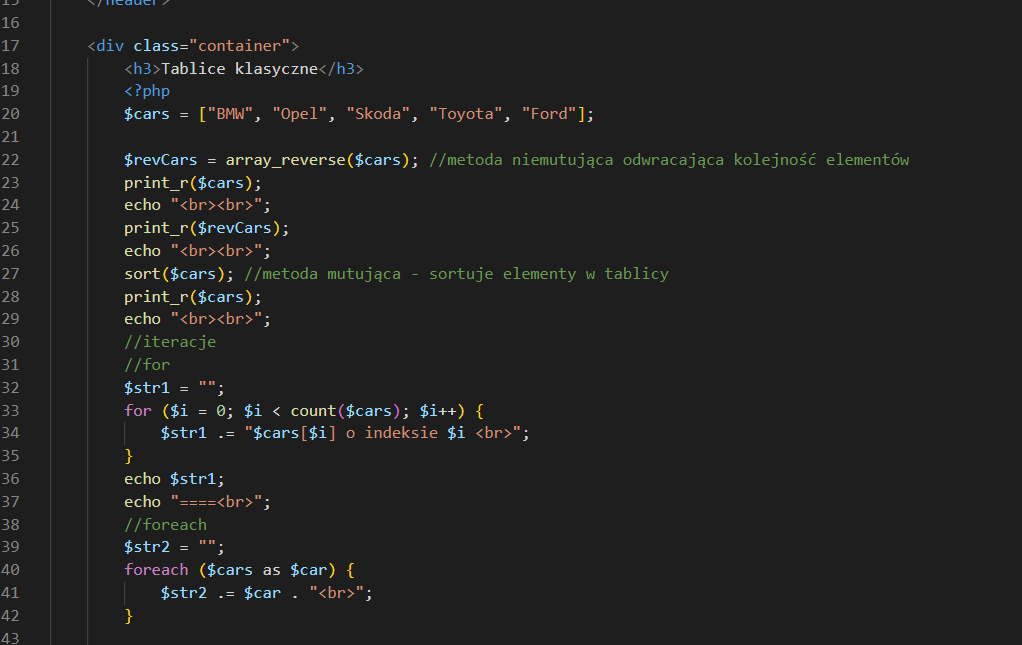 15 </header>
16
17 <div class="container">
18 <h3>Tablice klasyczne</h3>
19 <?php
20 $cars = ["BMW", "Opel", "Skoda", "Toyota", "Ford"];
21
22 $revCars = array_reverse($cars); //metoda niemutująca odwracająca kolejność elementów
23 print_r($cars);
24 echo "<br><br>";
25 print_r($revCars);
26 echo "<br><br>";
27 sort($cars); //metoda mutująca - sortuje elementy w tablicy
28 print_r($cars);
29 echo "<br><br>";
30 //iteracje
31 //for
32 $str1 = "";
33 for ($i = 0; $i < count($cars); $i++) {
34 $str1 .= "$cars[$i] o indeksie $i <br>";
35 }
36 echo $str1;
37 echo "====<br>";
38 //foreach
39 $str2 = "";
40 foreach ($cars as $car) {
41 $str2 .= $car . "<br>";
42 }
43